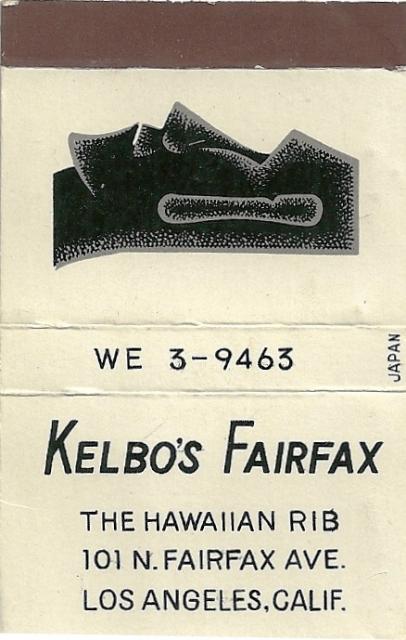 WE 3-9463
JAPAN
KELBO'S FAIRFAX
THE HAWAIIAN RIB
101 N. FAIRFAX AVE.
LOS ANGELES, CALIF.